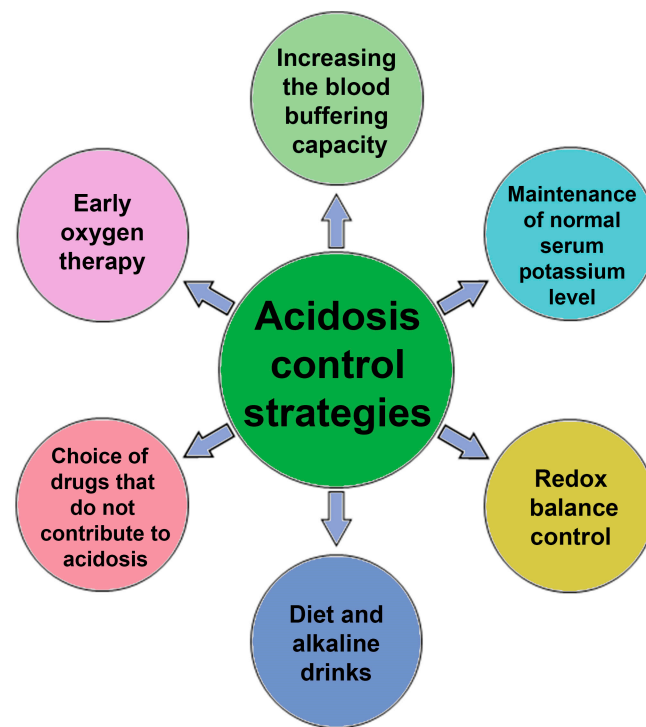 Increasing
the blood
buffering
capacity
Early
oxygen
therapy
Maintenance
of normal
serum
potassium
level
Acidosis
control
strategies
Choice of
drugs that
do not
contribute to
acidosis
Redox
balance
control
Diet and
alkaline
drinks